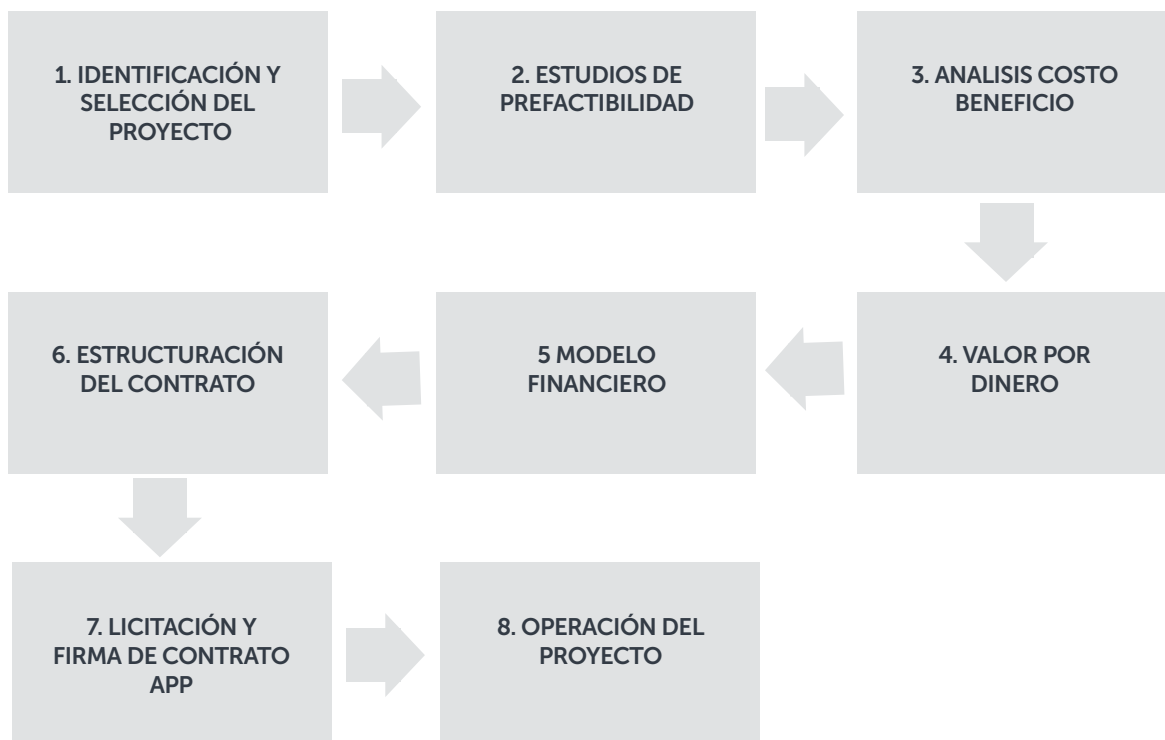 1. IDENTIFICACIÓN Y
SELECCIÓN DEL
PROYECTO
2. ESTUDIOS DE
PREFACTIBILIDAD
3. ANALISIS COSTO
BENEFICIO
4. VALOR POR
DINERO
5 MODELO
FINANCIERO
6. ESTRUCTURACIÓN
DEL CONTRATO
7. LICITACIÓN Y
FIRMA DE CONTRATO
APP
8. OPERACIÓN DEL
PROYECTO